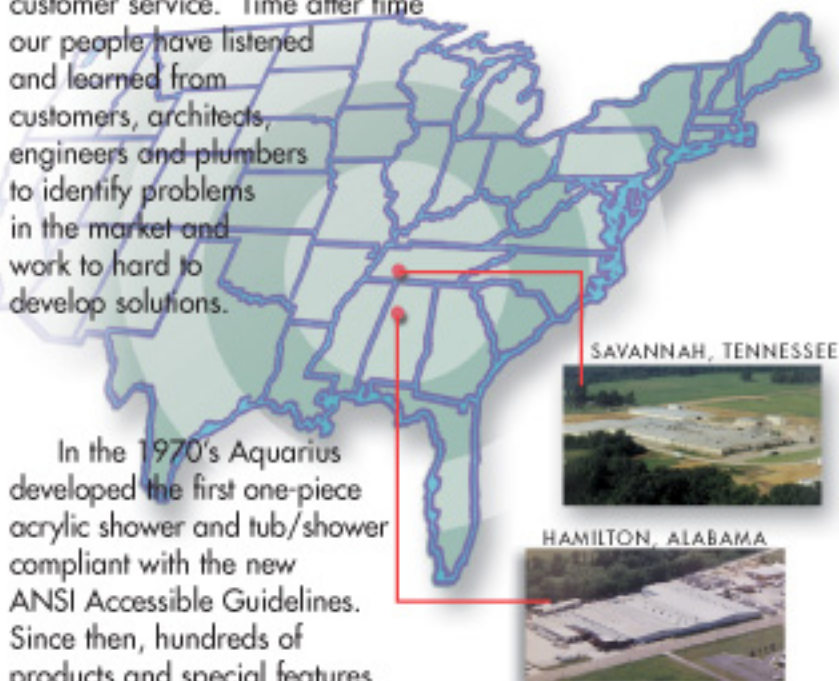 customer service. Time after time
our people have listened
and learned from
customers, architects,
engineers and plumbers
to identify problems
in the market and
work to hard to
develop solutions.
SAVANNAH, TENNESSEE
In the 1970's Aquarius
developed the first one-piece
acrylic shower and tub/shower
compliant with the new
ANSI Accessible Guidelines.
Since then, hundreds of
products and special features
HAMILTON, ALABAMA